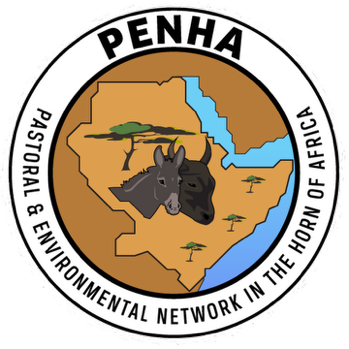 PENHA
PASTORAL & ENVIRONMENTAL NETWORK IN THE HORN OF AFRICA